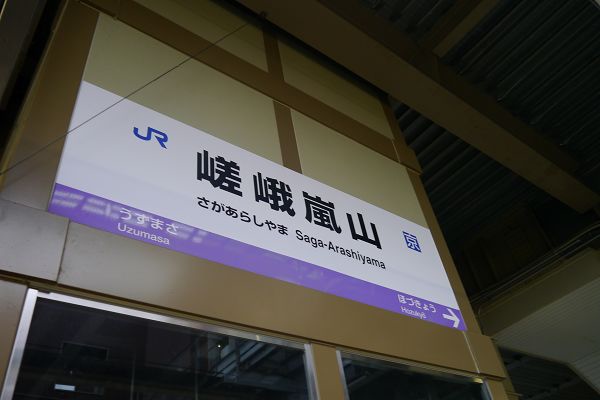 JR
嵯峨嵐山
京
さがあらしやま Saga-Arashiyama
うずまさ
Uzumasa
ほづきょう
Hozukyō